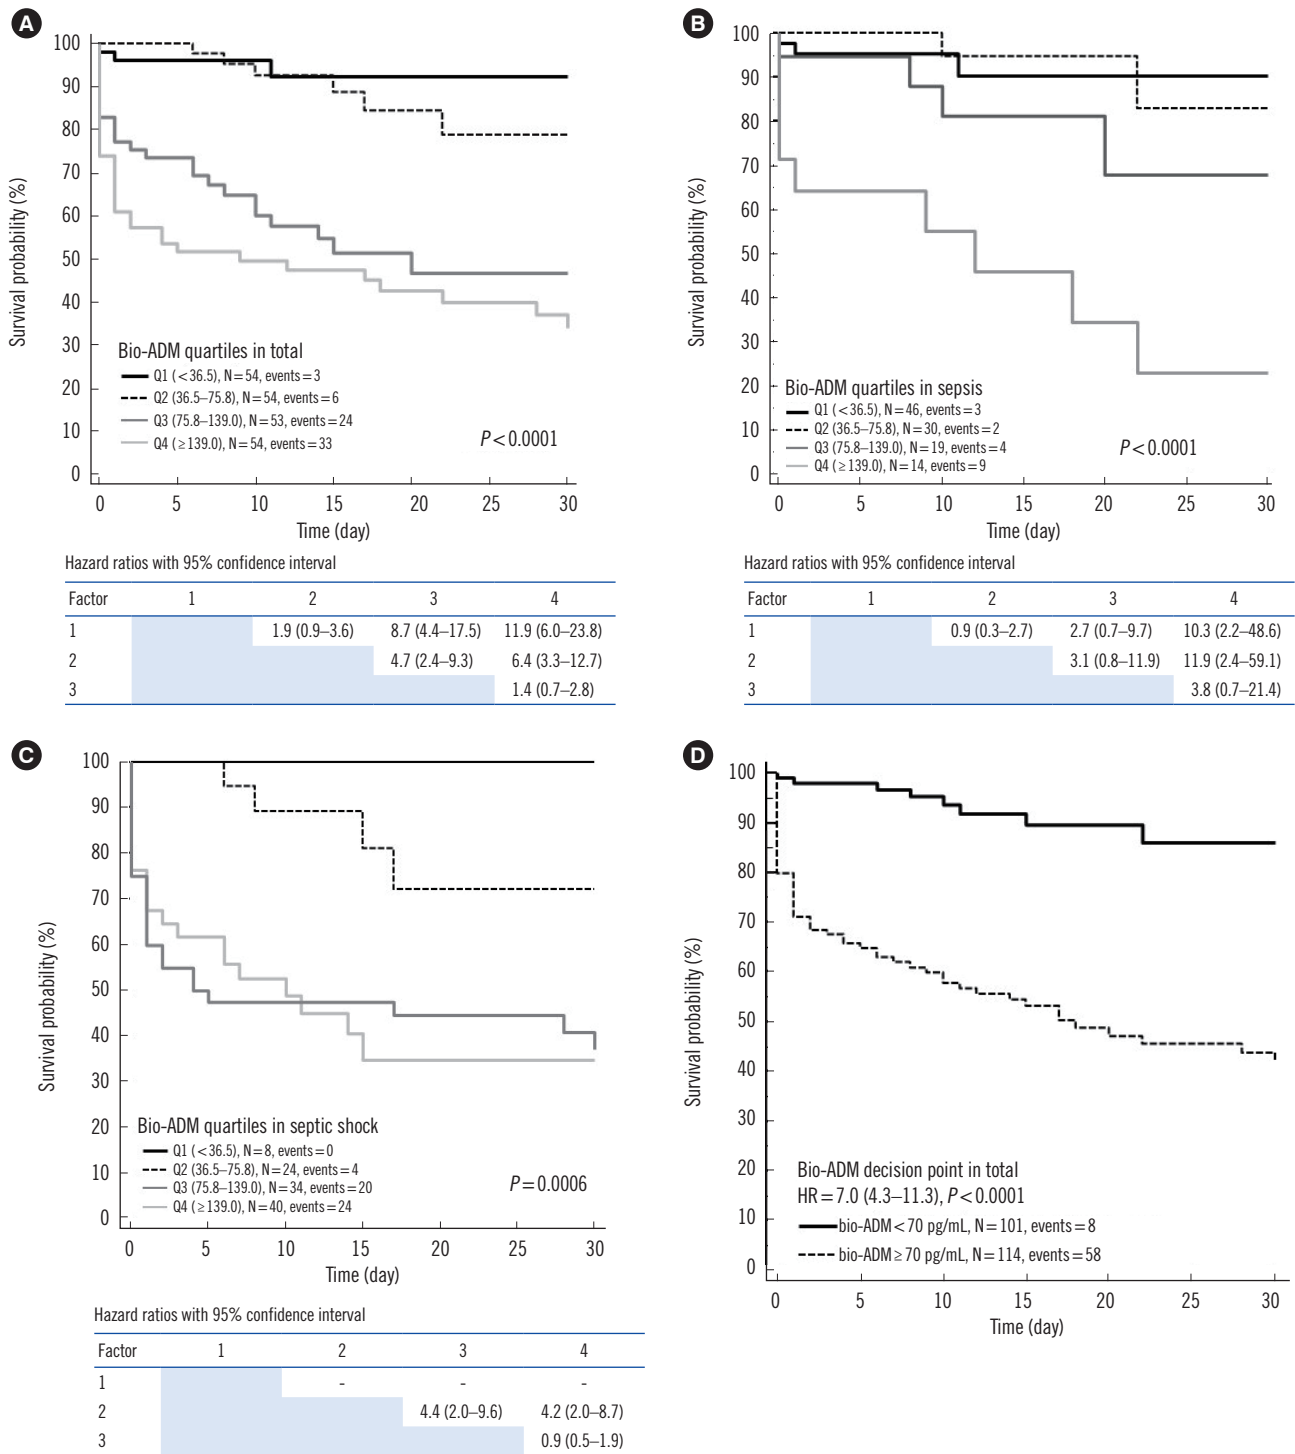 A
100
90
80
70
60
50
40
30
20
10
0
Survival probability (%)
Bio-ADM quartiles in total
Q1 (<36.5), N=54, events=3
Q2 (36.5–75.8), N=54, events=6
Q3 (75.8–139.0), N=53, events=24
Q4 (≥139.0), N=54, events=33
P<0.0001
0 5 10 15 20 25 30
Time (day)
Hazard ratios with 95% confidence interval
Factor 1 2 3 4
1 1.9 (0.9–3.6) 8.7 (4.4–17.5) 11.9 (6.0–23.8)
2 4.7 (2.4–9.3) 6.4 (3.3–12.7)
3 1.4 (0.7–2.8)
B
100
90
80
70
60
50
40
30
20
10
0
Survival probability (%)
Bio-ADM quartiles in sepsis
Q1 (<36.5), N=46, events=3
Q2 (36.5–75.8), N=30, events=2
Q3 (75.8–139.0), N=19, events=4
Q4 (≥139.0), N=14, events=9
P<0.0001
0 5 10 15 20 25 30
Time (day)
Hazard ratios with 95% confidence interval
Factor 1 2 3 4
1 0.9 (0.3–2.7) 2.7 (0.7–9.7) 10.3 (2.2–48.6)
2 3.1 (0.8–11.9) 11.9 (2.4–59.1)
3 3.8 (0.7–21.4)
C
100
90
80
70
60
50
40
30
20
10
0
Survival probability (%)
Bio-ADM quartiles in septic shock
Q1 (<36.5), N=8, events=0
Q2 (36.5–75.8), N=24, events=4
Q3 (75.8–139.0), N=34, events=20
Q4 (≥139.0), N=40, events=24
P=0.0006
0 5 10 15 20 25 30
Time (day)
Hazard ratios with 95% confidence interval
Factor 1 2 3 4
1 - - -
2 4.4 (2.0–9.6) 4.2 (2.0–8.7)
3 0.9 (0.5–1.9)
D
100
90
80
70
60
50
40
30
20
10
0
Survival probability (%)
Bio-ADM decision point in total
HR=7.0 (4.3–11.3), P<0.0001
bio-ADM<70 pg/mL, N=101, events=8
bio-ADM≥70 pg/mL, N=114, events=58
0 5 10 15 20 25 30
Time (day)